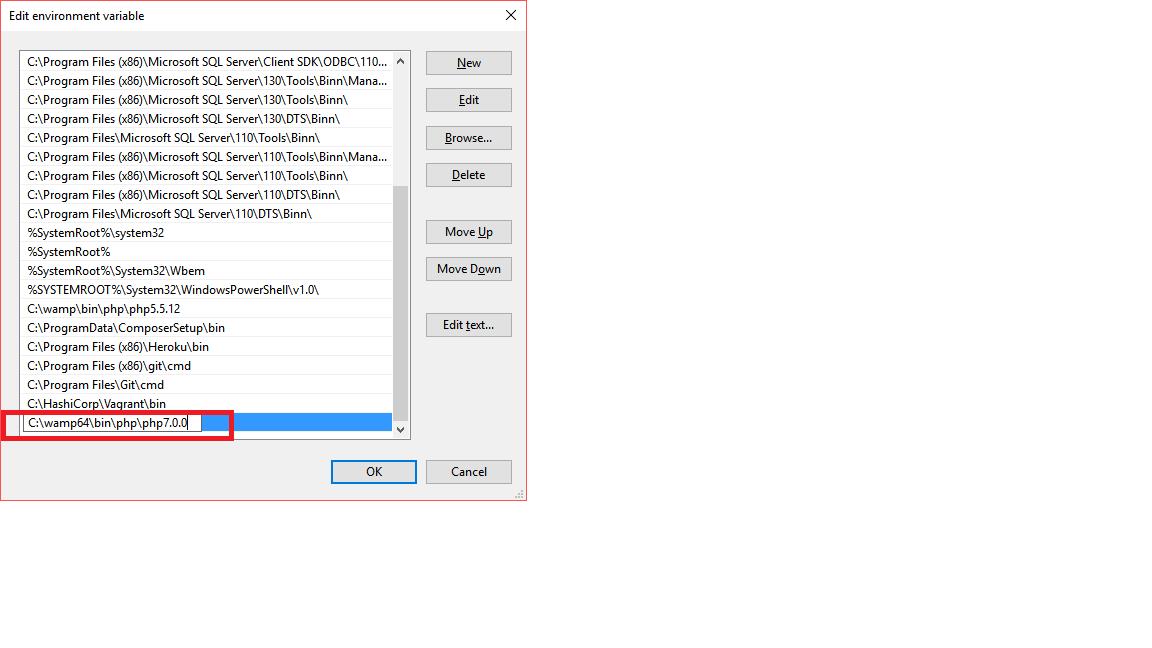 Edit environment variable
C:\Program Files (x86)\Microsoft SQL Server\Client SDK\ODBC\110...
C:\Program Files (x86)\Microsoft SQL Server\130\Tools\Binn\Mana...
C:\Program Files (x86)\Microsoft SQL Server\130\Tools\Binn\
C:\Program Files (x86)\Microsoft SQL Server\130\DTS\Binn\
C:\Program Files\Microsoft SQL Server\110\Tools\Binn\
C:\Program Files (x86)\Microsoft SQL Server\110\Tools\Binn\Mana...
C:\Program Files (x86)\Microsoft SQL Server\110\Tools\Binn\
C:\Program Files (x86)\Microsoft SQL Server\110\DTS\Binn\
C:\Program Files\Microsoft SQL Server\110\DTS\Binn\
%SystemRoot%\system32
%SystemRoot%
%SystemRoot%\System32\Wbem
%SYSTEMROOT%\System32\WindowsPowerShell\v1.0\
C:\wamp\bin\php\php5.5.12
C:\ProgramData\ComposerSetup\bin
C:\Program Files (x86)\Heroku\bin
C:\Program Files (x86)\git\cmd
C:\Program Files\Git\cmd
C:\HashiCorp\Vagrant\bin
C:\wamp64\bin\php\php7.0.0
New
Edit
Browse...
Delete
Move Up
Move Down
Edit text...
OK
Cancel